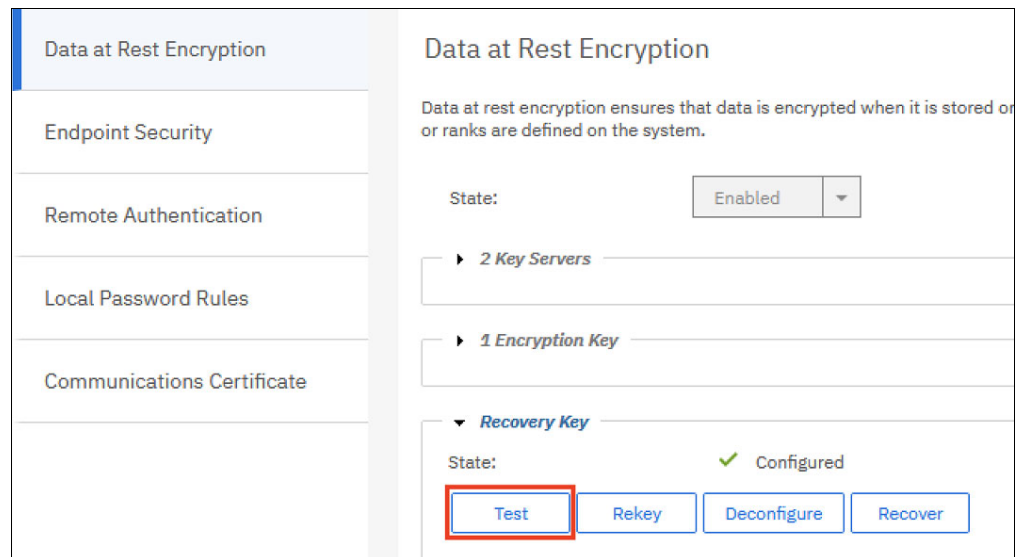 Data at Rest Encryption
Endpoint Security
Remote Authentication
Local Password Rules
Communications Certificate
Data at Rest Encryption
Data at rest encryption ensures that data is encrypted when it is stored or
or ranks are defined on the system.
State: Enabled
2 Key Servers
1 Encryption Key
Recovery Key
State: Configured
Test Rekey Deconfigure Recover